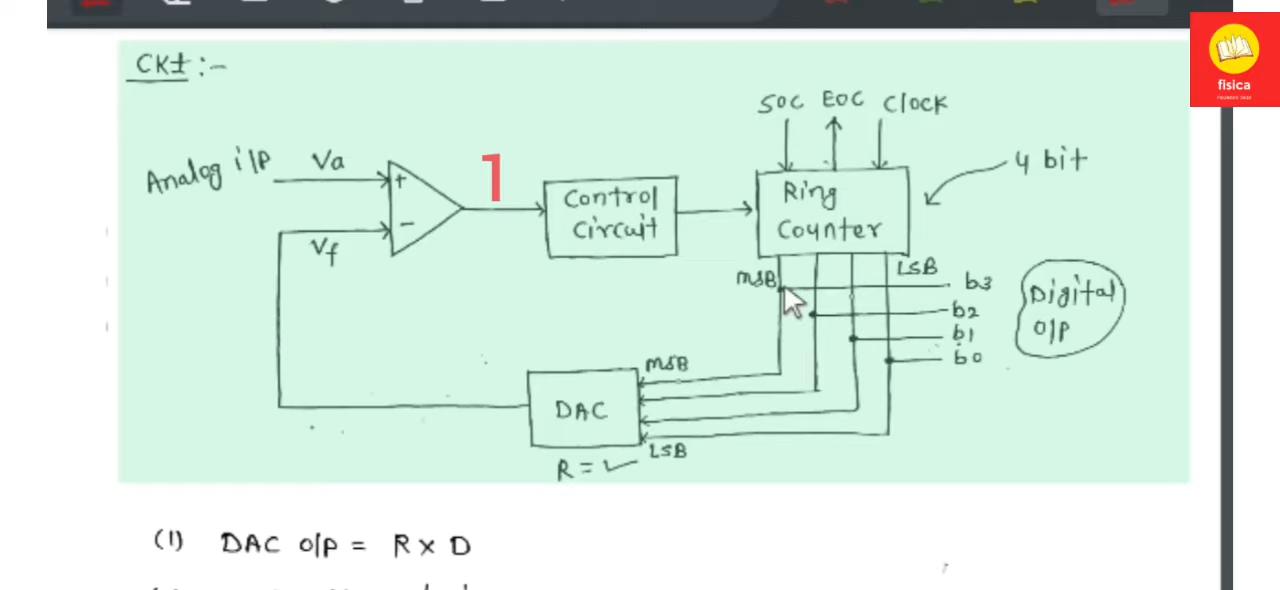 CKt :-
SOC EOC Clock
Analog i/p Va
+
1
Control
Circuit
Ring
Counter
4 bit
Vf
-
MSB
LSB
b3
b2
b1
b0
Digital
O/P
MSB
DAC
LSB
R = ✓
(1) DAC O/P = R x D
fisica